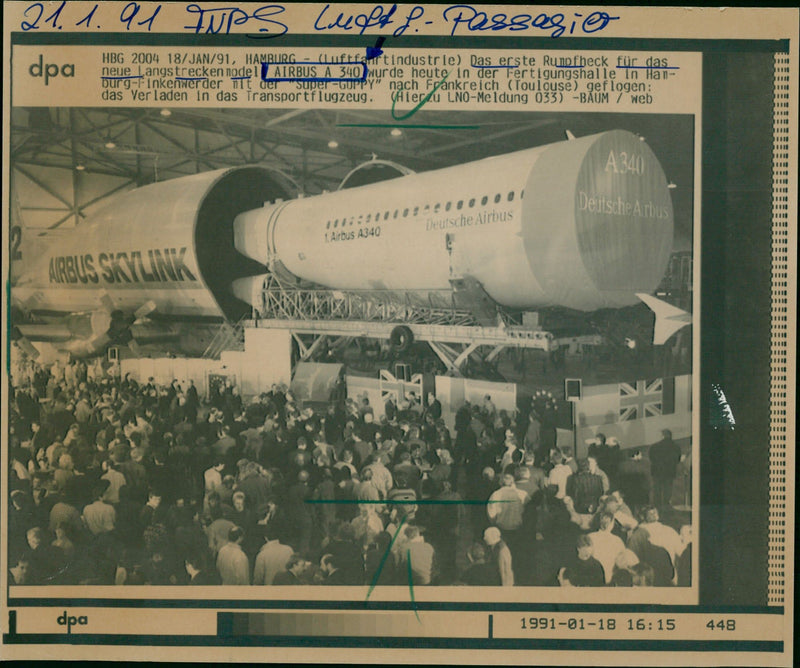 21.1.91 Luftf.-Passagier
dpa
HBG 2004 18/JAN/91, HAMBURG - (Luftfahrtindustrie) Das erste Rumpfheck für das
neue Langstreckenmodell AIRBUS A 340 wurde heute in der Fertigungshalle in Ham-
burg-Finkenwerder mit der "Super-GUPPY" nach Frankreich (Toulouse) geflogen:
das Verladen in das Transportflugzeug. (Hierzu LNO-Meldung 033) -BAUM / web
A340
Deutsche Airbus
Deutsche Airbus
1. Airbus A340
AIRBUS SKYLINK
2
dpa
1991-01-18 16:15 448